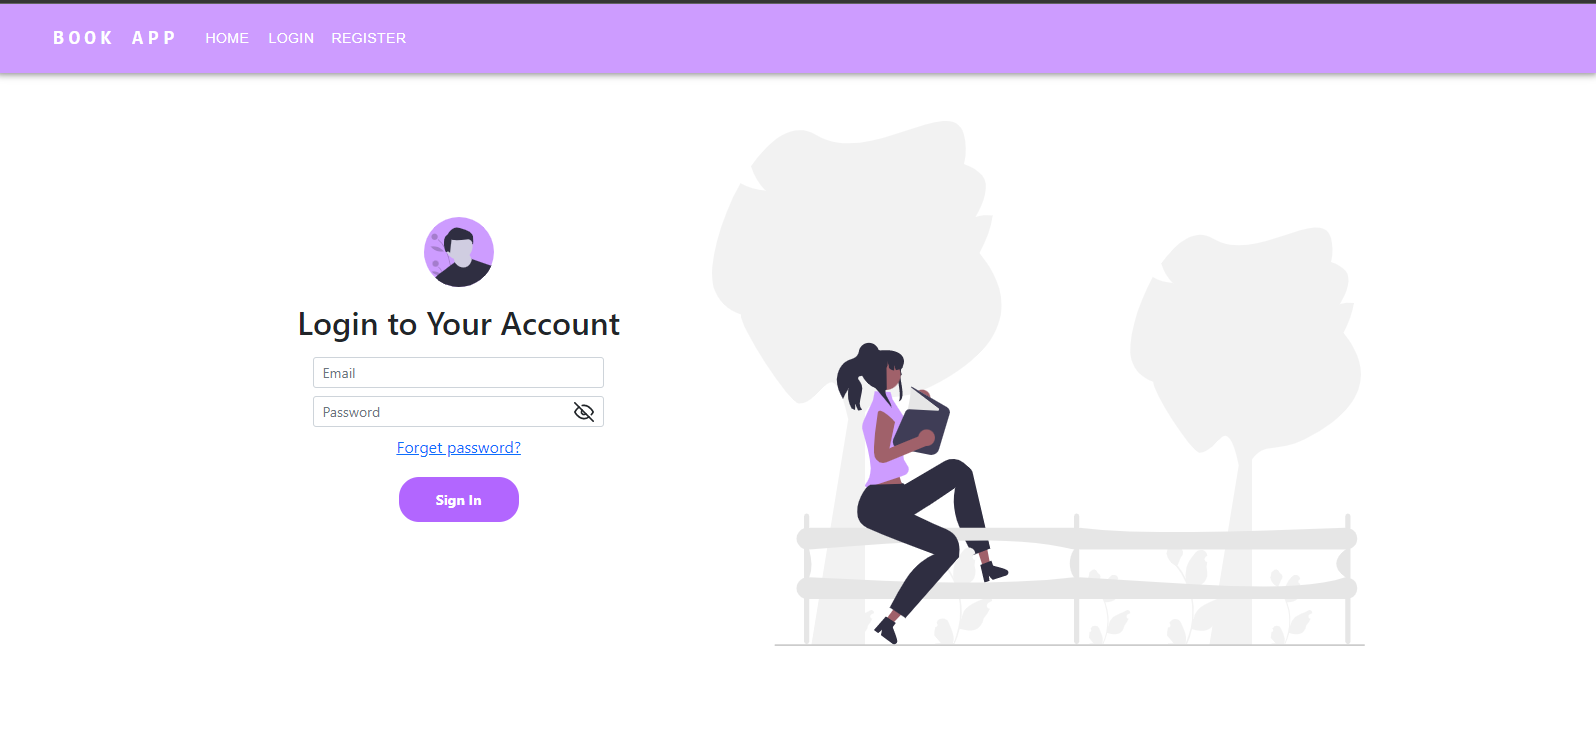 BOOK APP HOME LOGIN REGISTER
Login to Your Account
Email
Password
Forget password?
Sign In